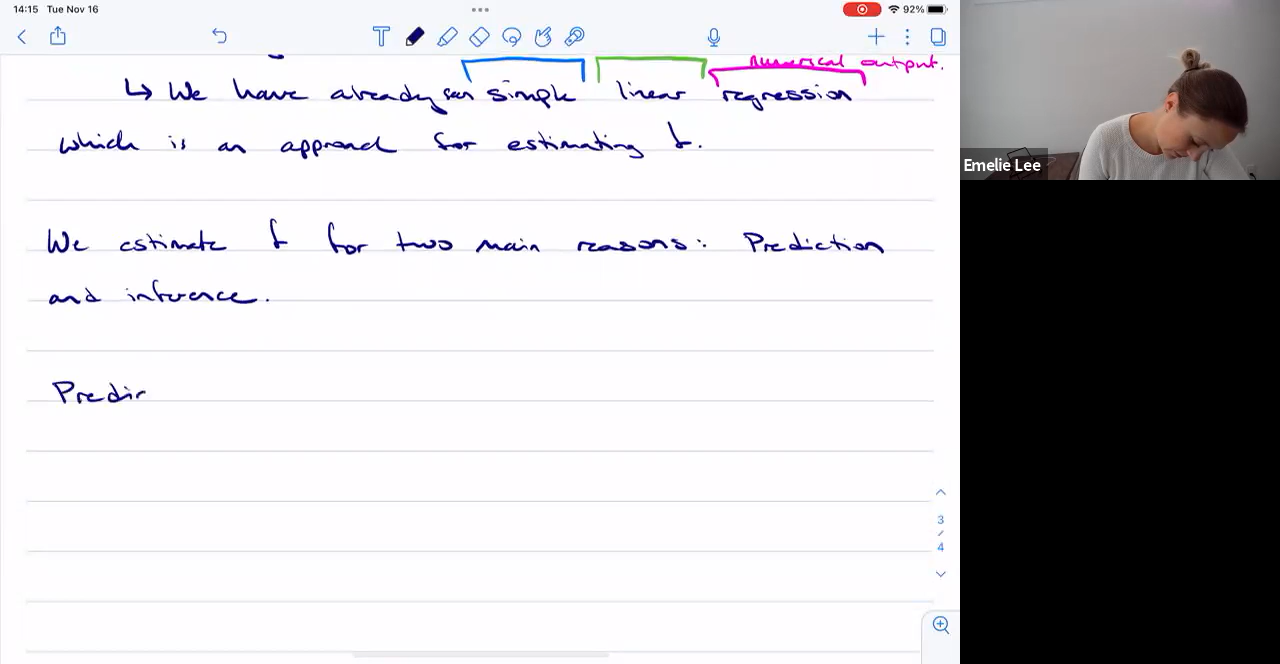 14:15 Tue Nov 16
92%
numerical output.
↳ We have already seen simple linear regression
which is an approach for estimating f.
We estimate f for two main reasons: Prediction
and inference.
Predic
3
/
4
Emelie Lee